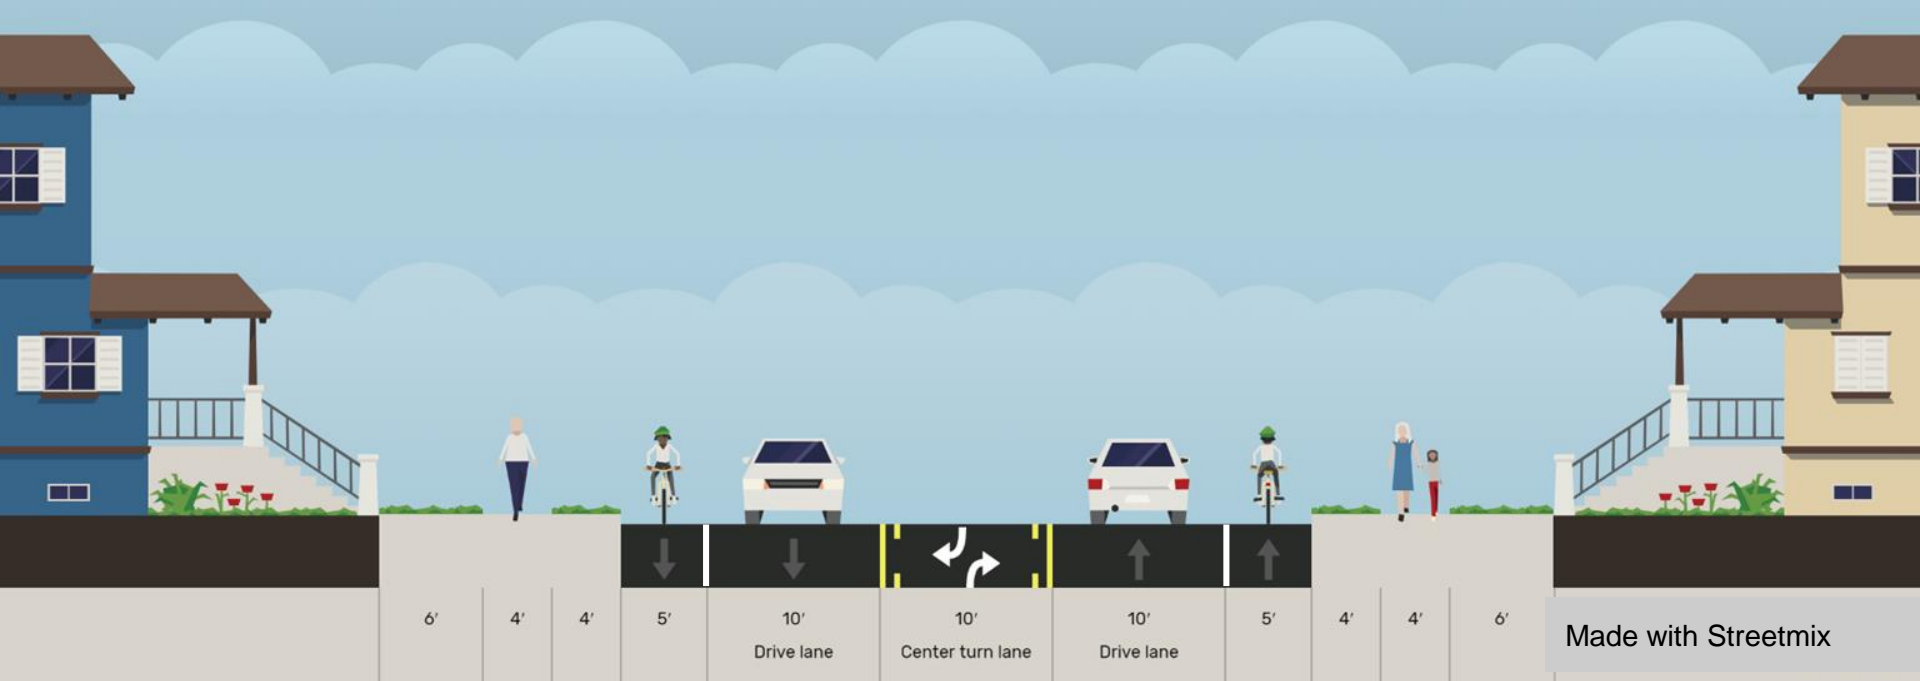 6' 4' 4' 5' 10' 10' 10' 5' 4' 4' 6'
Drive lane Center turn lane Drive lane
Made with Streetmix